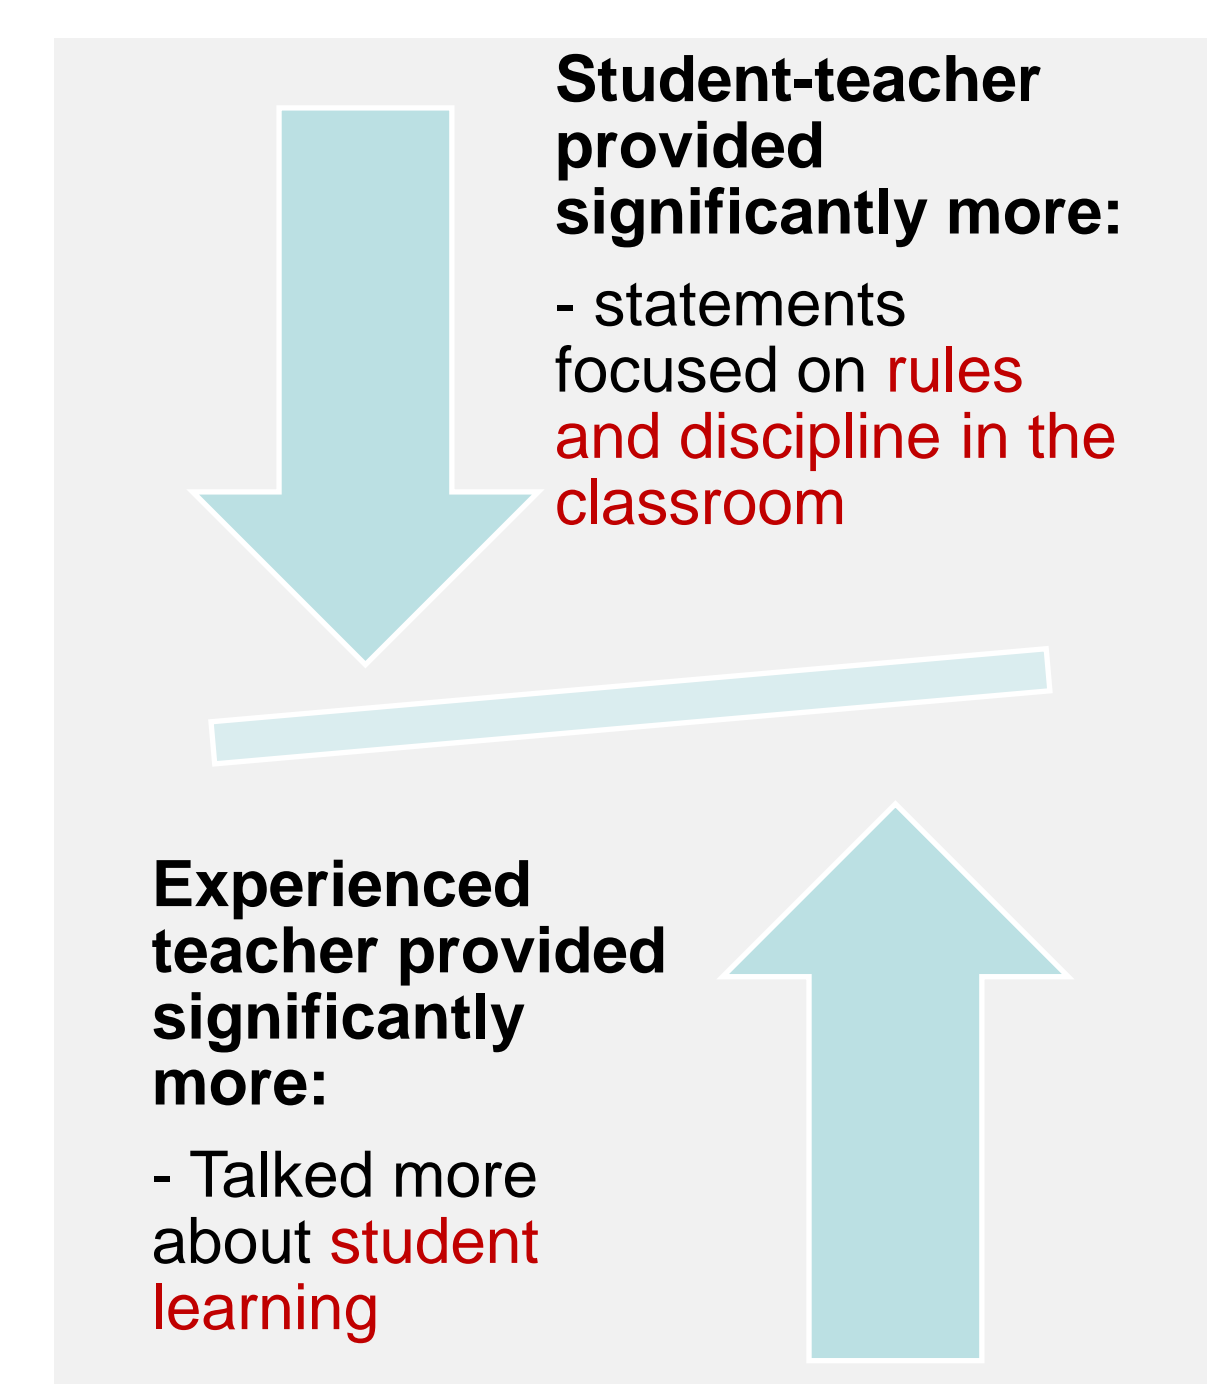 Student-teacher
provided
significantly more:
- statements
focused on rules
and discipline in the
classroom
Experienced
teacher provided
significantly
more:
- Talked more
about student
learning